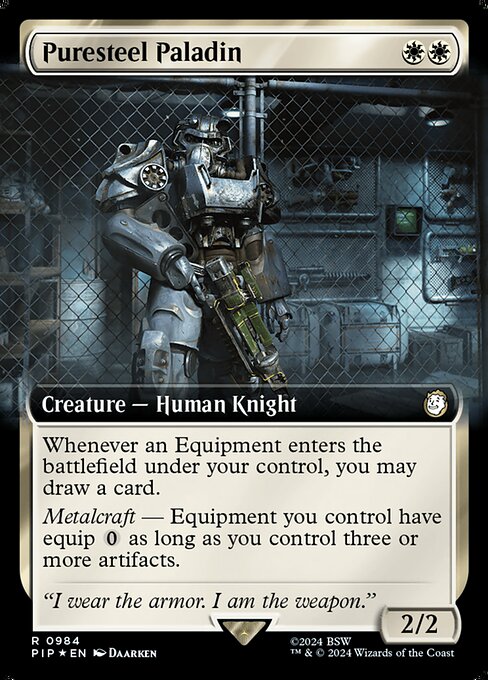 Puresteel Paladin
Creature — Human Knight
Whenever an Equipment enters the
battlefield under your control, you may
draw a card.
Metalcraft — Equipment you control have
equip 0 as long as you control three or
more artifacts.
“I wear the armor. I am the weapon.”
2/2
R 0984
PIP ★ EN DAARKEN
©2024 BSW
™ & © 2024 Wizards of the Coast